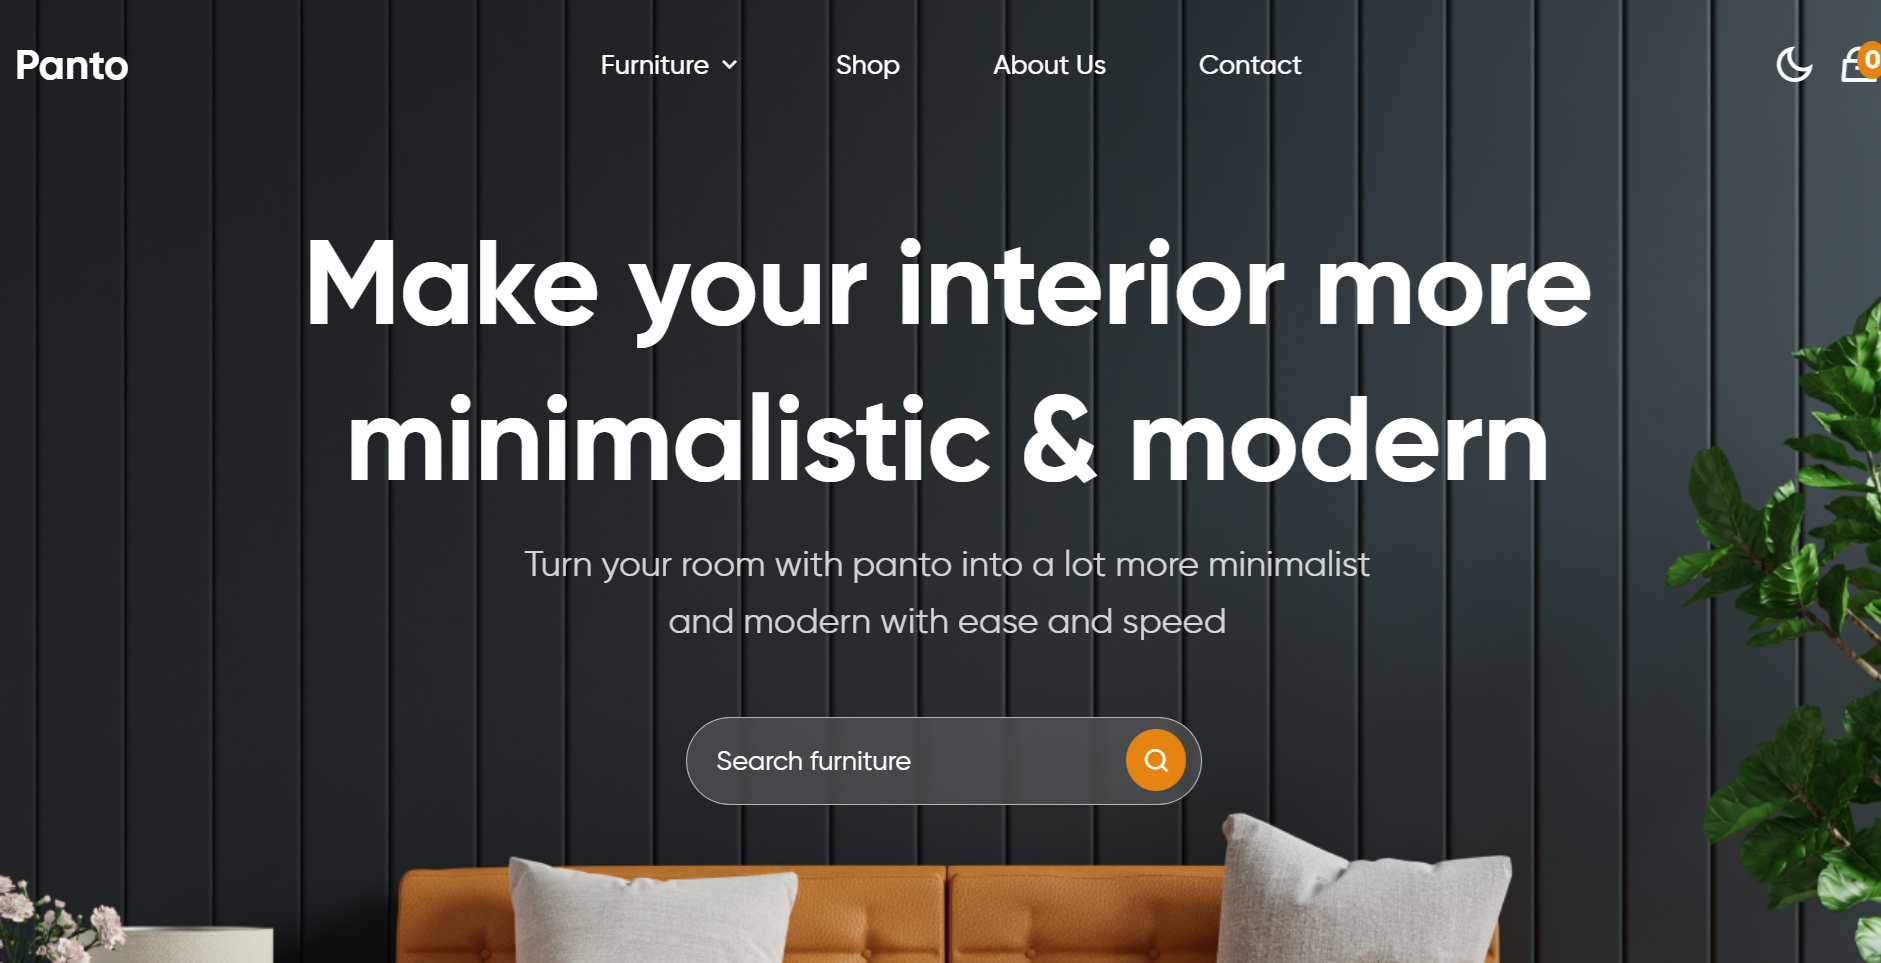 Panto
Furniture
Shop
About Us
Contact
0
Make your interior more
minimalistic & modern
Turn your room with panto into a lot more minimalist
and modern with ease and speed
Search furniture